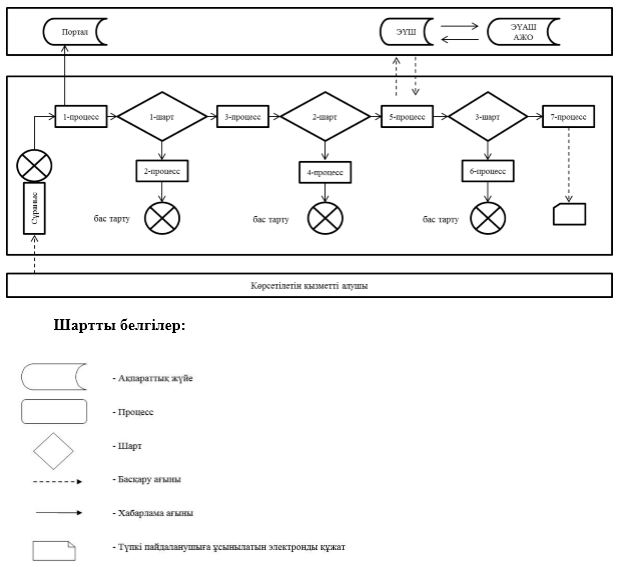 Портал
ЭҮШ
ЭҮАШ
АЖО
1-процесс
1-шарт
3-процесс
2-шарт
5-процесс
3-шарт
7-процесс
2-процесс
4-процесс
6-процесс
Сұраныс
бас тарту
бас тарту
бас тарту
Көрсетілетін қызметті алушы
Шартты белгілер:
- Ақпараттық жүйе
- Процесс
- Шарт
- Басқару ағыны
- Хабарлама ағыны
- Түпкі пайдаланушыға ұсынылатын электронды құжат